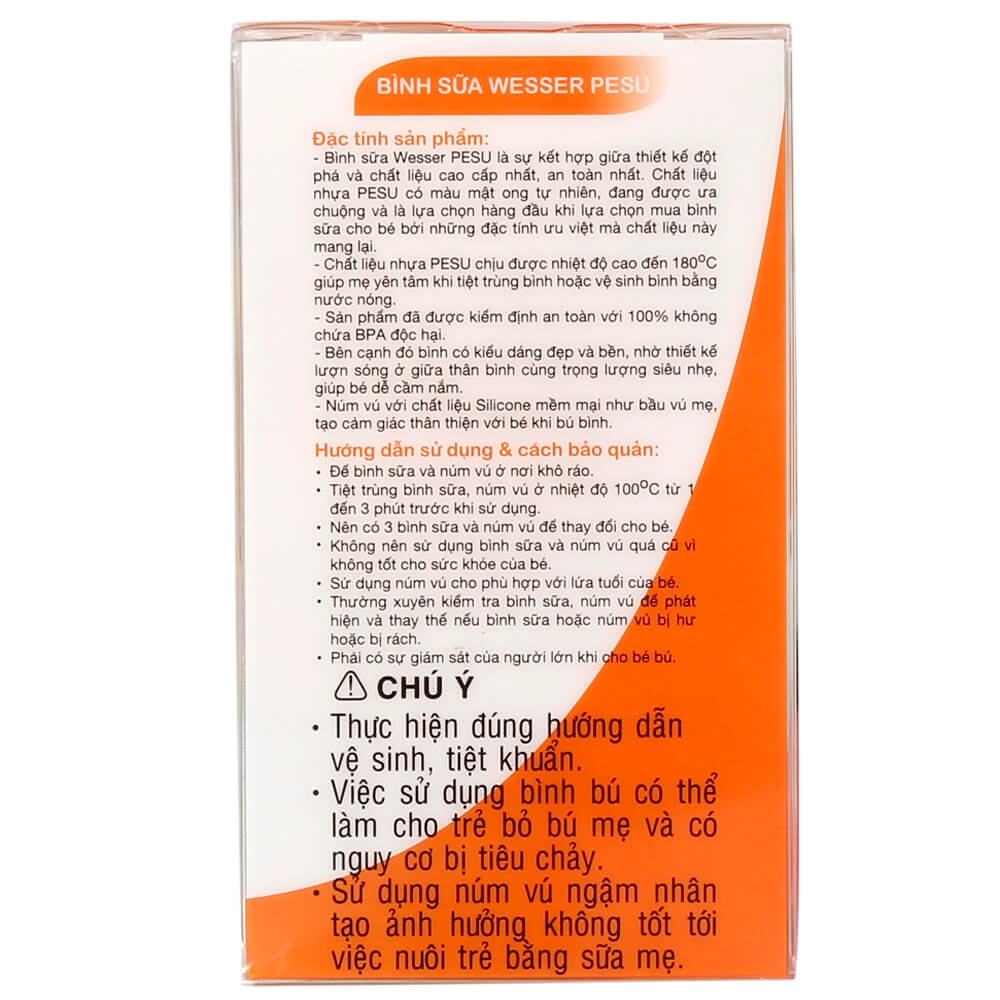 BÌNH SỮA WESSER PESU
Đặc tính sản phẩm:
- Bình sữa Wesser PESU là sự kết hợp giữa thiết kế đột
phá và chất liệu cao cấp nhất, an toàn nhất. Chất liệu
nhựa PESU có màu mật ong tự nhiên, đang được ưa
chuộng và là lựa chọn hàng đầu khi lựa chọn mua bình
sữa cho bé bởi những đặc tính ưu việt mà chất liệu này
mang lại.
- Chất liệu nhựa PESU chịu được nhiệt độ cao đến 180°C
giúp mẹ yên tâm khi tiệt trùng bình hoặc vệ sinh bình bằng
nước nóng.
- Sản phẩm đã được kiểm định an toàn với 100% không
chứa BPA độc hại.
- Bên cạnh đó bình có kiểu dáng đẹp và bền, nhờ thiết kế
lượn sóng ở giữa thân bình cùng trọng lượng siêu nhẹ,
giúp bé dễ cầm nắm.
- Núm vú với chất liệu Silicone mềm mại như bầu vú mẹ,
tạo cảm giác thân thiện với bé khi bú bình.
Hướng dẫn sử dụng & cách bảo quản:
• Để bình sữa và núm vú ở nơi khô ráo.
• Tiệt trùng bình sữa, núm vú ở nhiệt độ 100°C từ 1
đến 3 phút trước khi sử dụng.
• Nên có 3 bình sữa và núm vú để thay đổi cho bé.
• Không nên sử dụng bình sữa và núm vú quá cũ vì
không tốt cho sức khỏe của bé.
• Sử dụng núm vú cho phù hợp với lứa tuổi của bé.
• Thường xuyên kiểm tra bình sữa, núm vú để phát
hiện và thay thế nếu bình sữa hoặc núm vú bị hư
hoặc bị rách.
• Phải có sự giám sát của người lớn khi cho bé bú.
⚠ CHÚ Ý
• Thực hiện đúng hướng dẫn
vệ sinh, tiệt khuẩn.
• Việc sử dụng bình bú có thể
làm cho trẻ bỏ bú mẹ và có
nguy cơ bị tiêu chảy.
• Sử dụng núm vú ngậm nhân
tạo ảnh hưởng không tốt tới
việc nuôi trẻ bằng sữa mẹ.